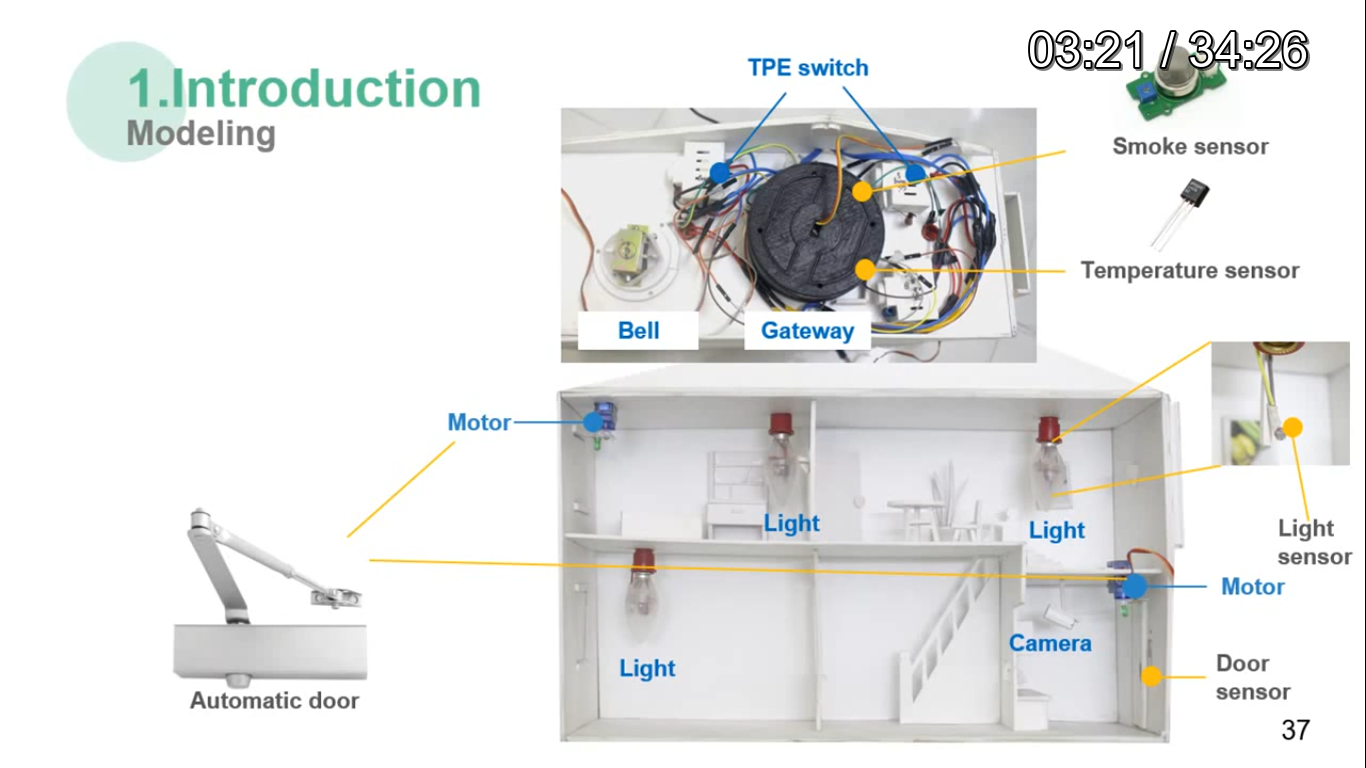 03:21 / 34:26
1.Introduction
Modeling
TPE switch
Smoke sensor
Temperature sensor
Bell
Gateway
Motor
Light
Light
Light
sensor
Motor
Camera
Light
Door
sensor
Automatic door
37